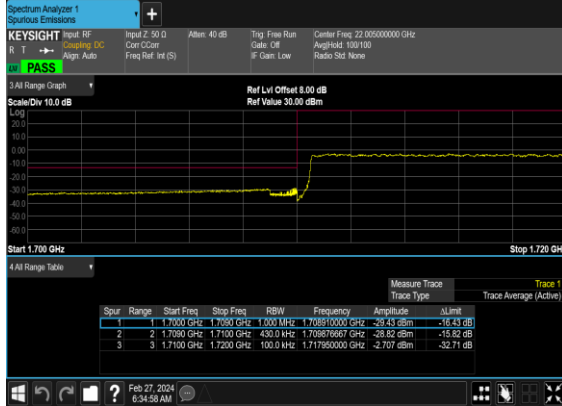 Spectrum Analyzer 1
Spurious Emissions
+
KEYSIGHT Input: RF Input Z: 50 Ω Atten: 40 dB Trig: Free Run Center Freq: 22.005000000 GHz
R T Coupling: DC Corr CCorr Gate: Off Avg|Hold: 100/100
Align: Auto Freq Ref: Int (S) IF Gain: Low Radio Std: None
PASS
3 All Range Graph
Ref Lvl Offset 8.00 dB
Scale/Div 10.0 dB Ref Value 30.00 dBm
Log
20.0
10.0
0.00
-10.0
-20.0
-30.0
-40.0
-50.0
-60.0
Start 1.700 GHz Stop 1.720 GH
4 All Range Table
Measure Trace Trace 1
Trace Type Trace Average (Active)
Spur Range Start Freq Stop Freq RBW Frequency Amplitude ΔLimit
1 1 1.7000 GHz 1.7090 GHz 1.000 MHz 1.708910000 GHz -29.43 dBm -16.43 dB
2 2 1.7090 GHz 1.7100 GHz 430.0 kHz 1.709876667 GHz -28.82 dBm -15.82 dB
3 3 1.7100 GHz 1.7200 GHz 100.0 kHz 1.717950000 GHz -2.707 dBm -32.71 dB
? Feb 27, 2024
6:34:58 AM